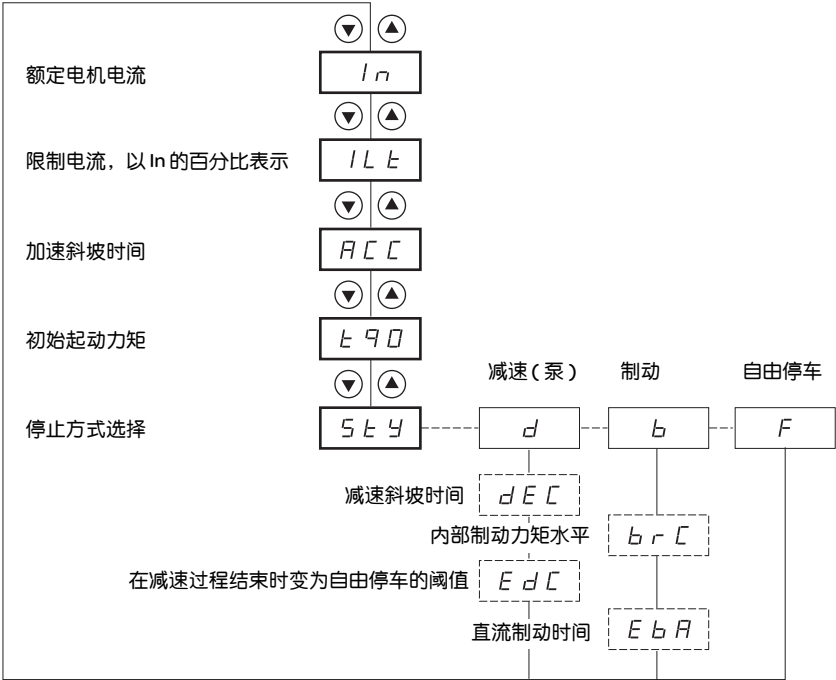 额定电机电流
In
限制电流，以 In 的百分比表示
ILt
加速斜坡时间
ACC
初始起动力矩
tq0
减速（泵）
制动
自由停车
停止方式选择
StY
d
b
F
减速斜坡时间
dEC
内部制动力矩水平
brC
在减速过程结束时变为自由停车的阈值
EdC
直流制动时间
EbA